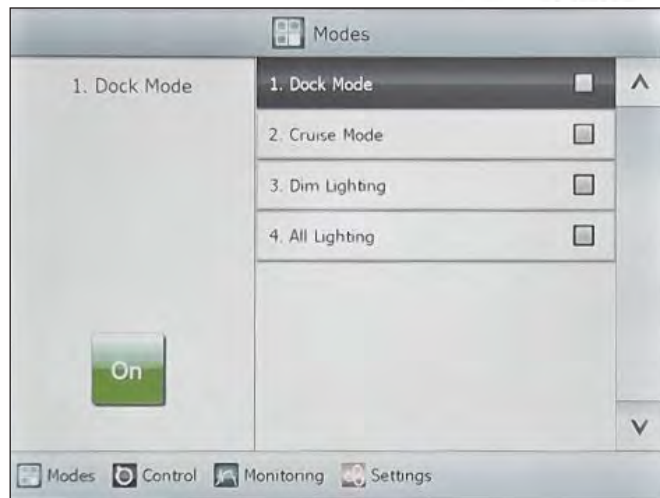 Modes
1. Dock Mode
1. Dock Mode
2. Cruise Mode
3. Dim Lighting
4. All Lighting
On
Modes Control Monitoring Settings